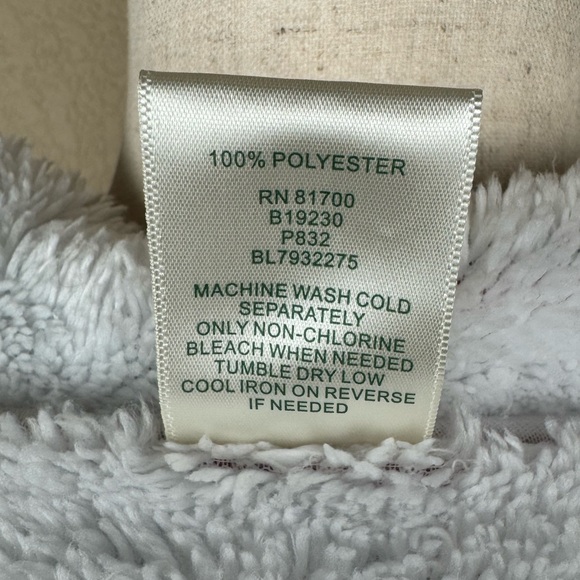 100% POLYESTER
RN 81700
B19230
P832
BL7932275
MACHINE WASH COLD
SEPARATELY
ONLY NON-CHLORINE
BLEACH WHEN NEEDED
TUMBLE DRY LOW
COOL IRON ON REVERSE
IF NEEDED